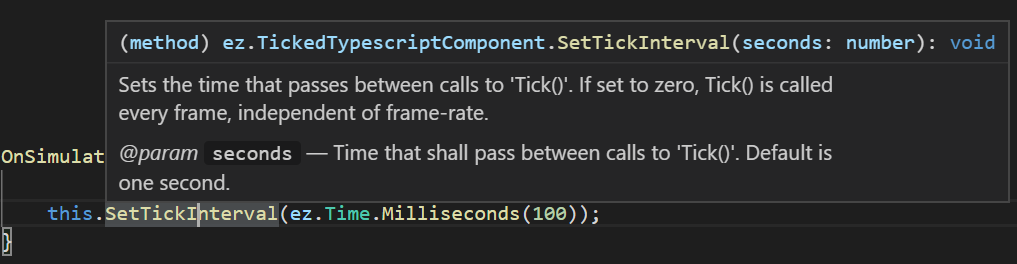 (method) ez.TickedTypescriptComponent.SetTickInterval(seconds: number): void
Sets the time that passes between calls to 'Tick()'. If set to zero, Tick() is called
every frame, independent of frame-rate.
@param seconds — Time that shall pass between calls to 'Tick()'. Default is
one second.
OnSimulat
this.SetTickInterval(ez.Time.Milliseconds(100));
}